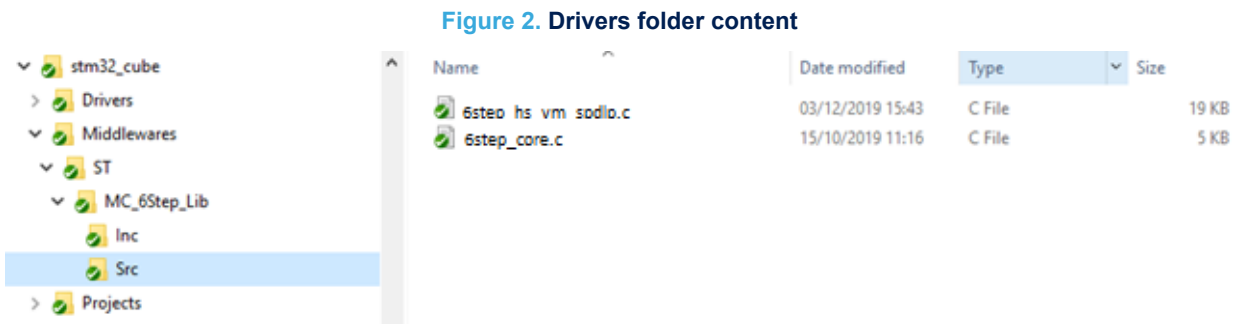 Figure 2. Drivers folder content
stm32_cube
Drivers
Middlewares
ST
MC_6Step_Lib
Inc
Src
Projects
Name Date modified Type Size
6step_hs_vm_spdlp.c 03/12/2019 15:43 C File 19 KB
6step_core.c 15/10/2019 11:16 C File 5 KB